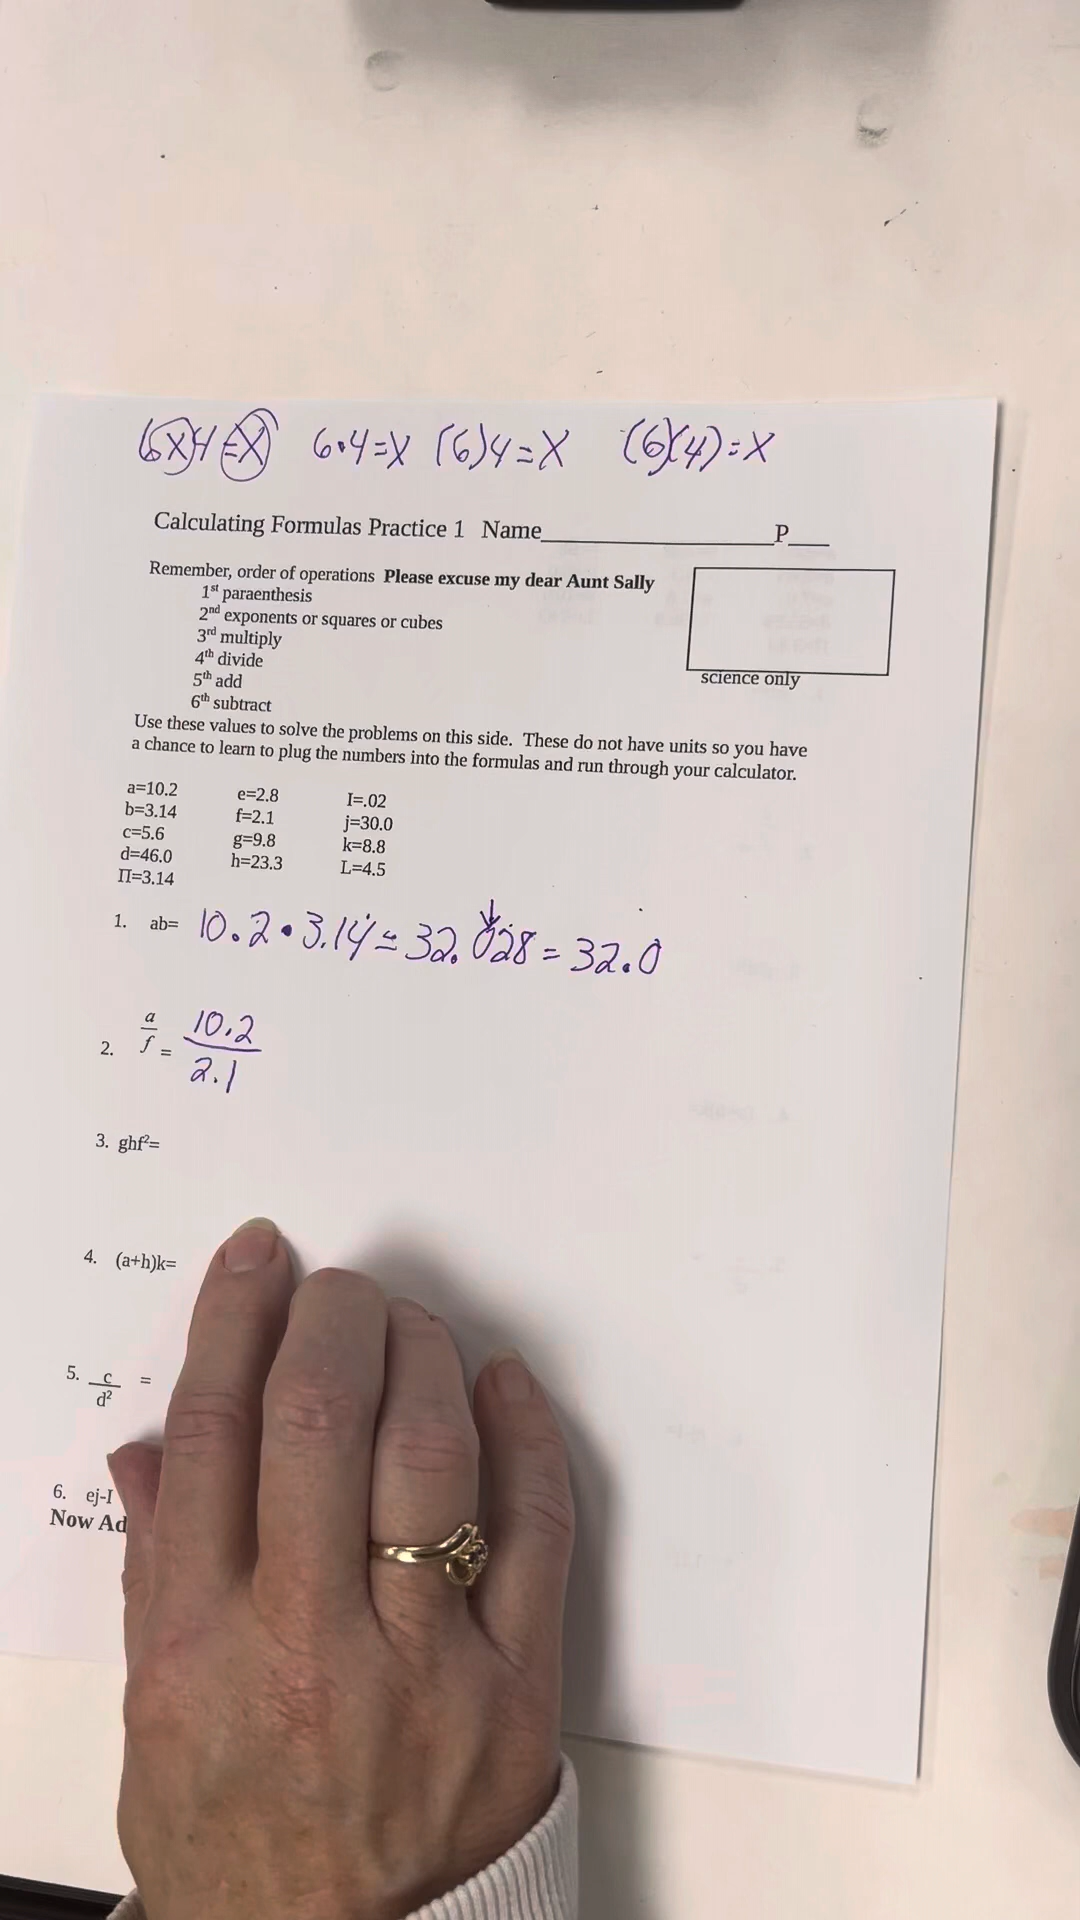 6x4=x 6·4=x (6)4=x (6)(4)=x
Calculating Formulas Practice 1 Name____________________P___
Remember, order of operations Please excuse my dear Aunt Sally
1st paraenthesis
2nd exponents or squares or cubes
3rd multiply
4th divide
5th add
6th subtract
science only
Use these values to solve the problems on this side. These do not have units so you have
a chance to learn to plug the numbers into the formulas and run through your calculator.
a=10.2 e=2.8 I=.02
b=3.14 f=2.1 j=30.0
c=5.6 g=9.8 k=8.8
d=46.0 h=23.3 L=4.5
Π=3.14
1. ab= 10.2·3.14=32.028=32.0
2. a/f = 10.2/2.1
3. ghf²=
4. (a+h)k=
5. c/d² =
6. ej-I
Now Ad